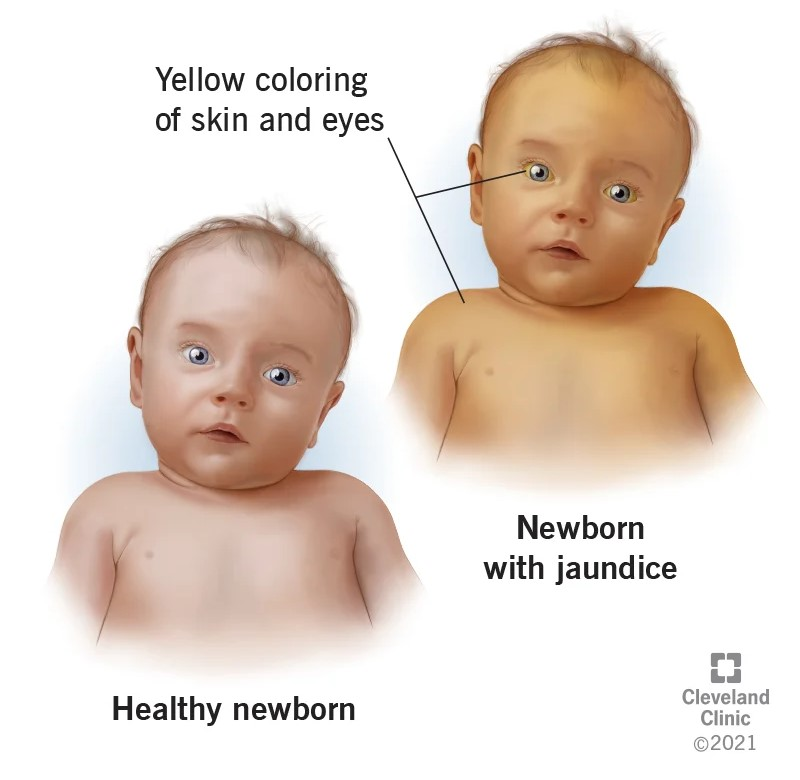 Yellow coloring
of skin and eyes
Newborn
with jaundice
Healthy newborn
Cleveland
Clinic
©2021